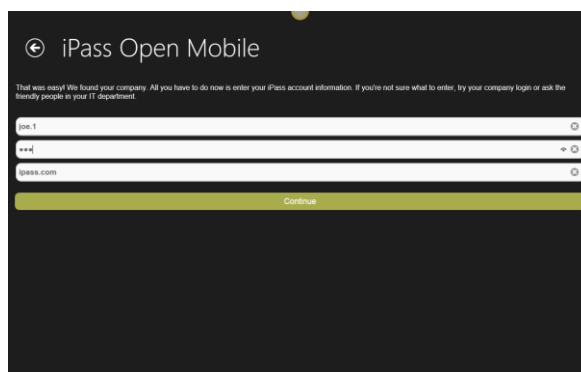 iPass Open Mobile
That was easy! We found your company. All you have to do now is enter your iPass account information. If you're not sure what to enter, try your company login or ask the
friendly people in your IT department.
joe.1
•••
ipass.com
Continue